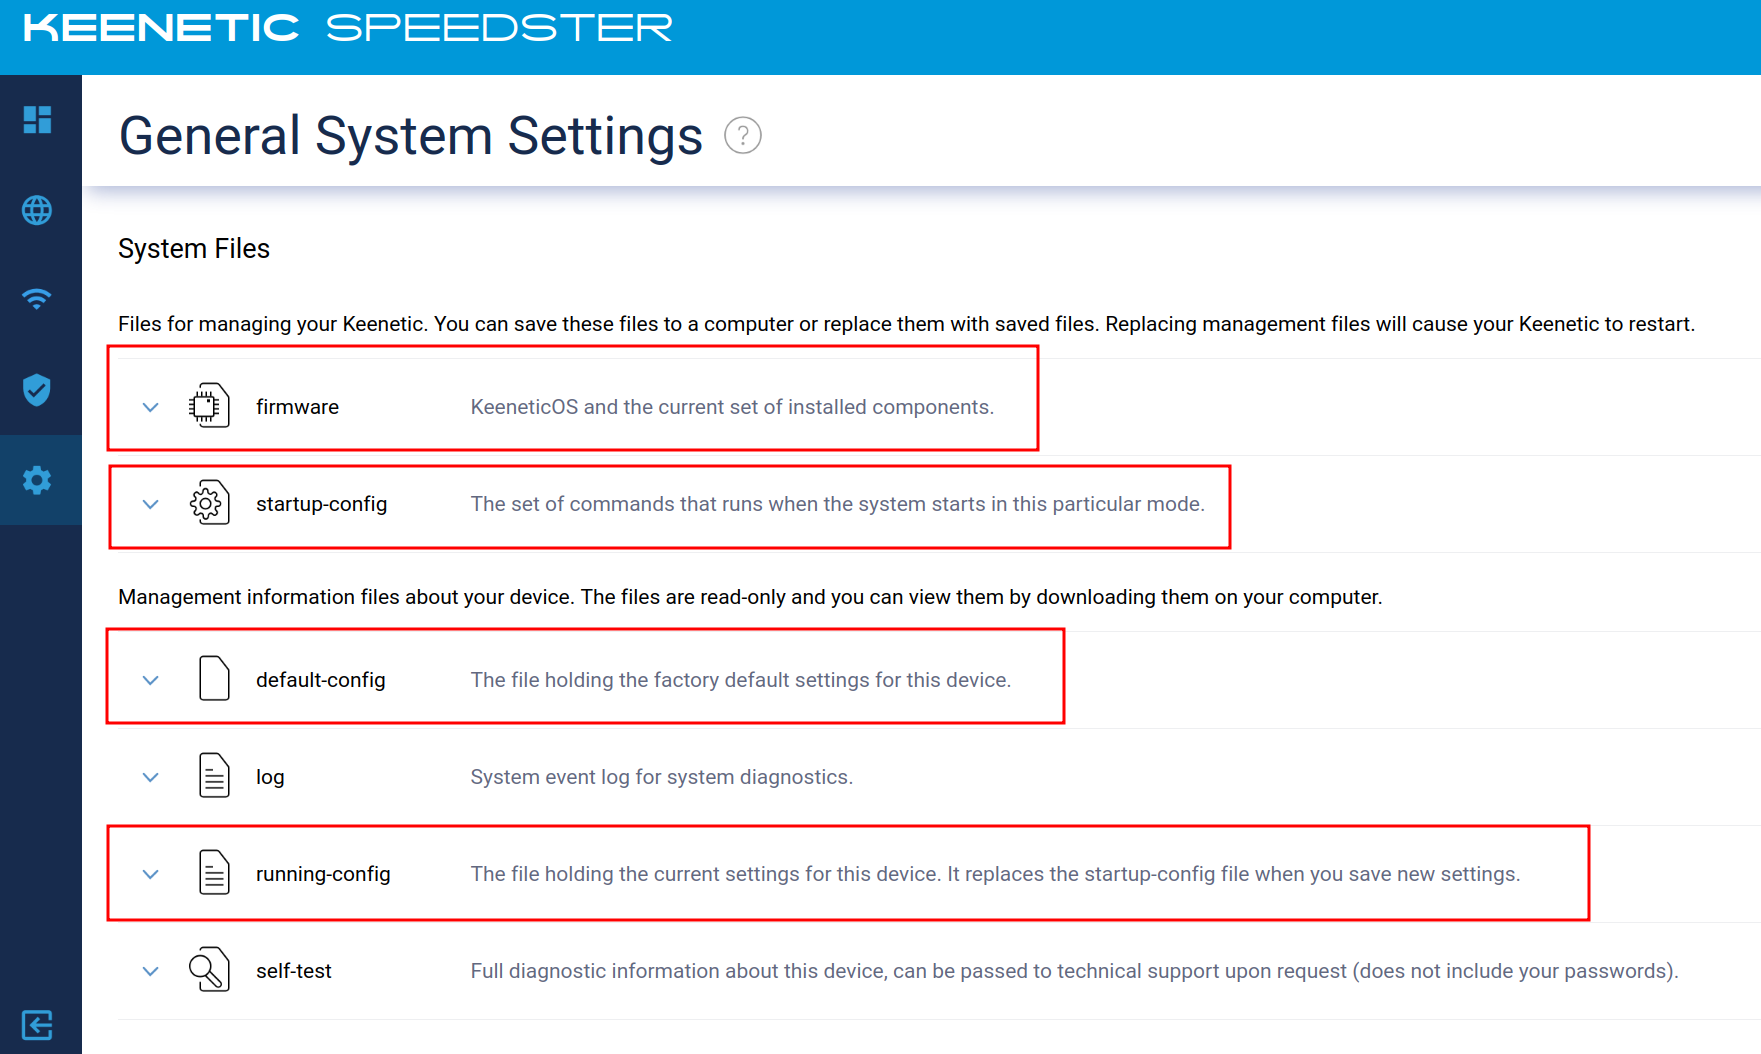 KEENETIC SPEEDSTER
General System Settings ?
System Files
Files for managing your Keenetic. You can save these files to a computer or replace them with saved files. Replacing management files will cause your Keenetic to restart.
firmware KeeneticOS and the current set of installed components.
startup-config The set of commands that runs when the system starts in this particular mode.
Management information files about your device. The files are read-only and you can view them by downloading them on your computer.
default-config The file holding the factory default settings for this device.
log System event log for system diagnostics.
running-config The file holding the current settings for this device. It replaces the startup-config file when you save new settings.
self-test Full diagnostic information about this device, can be passed to technical support upon request (does not include your passwords).